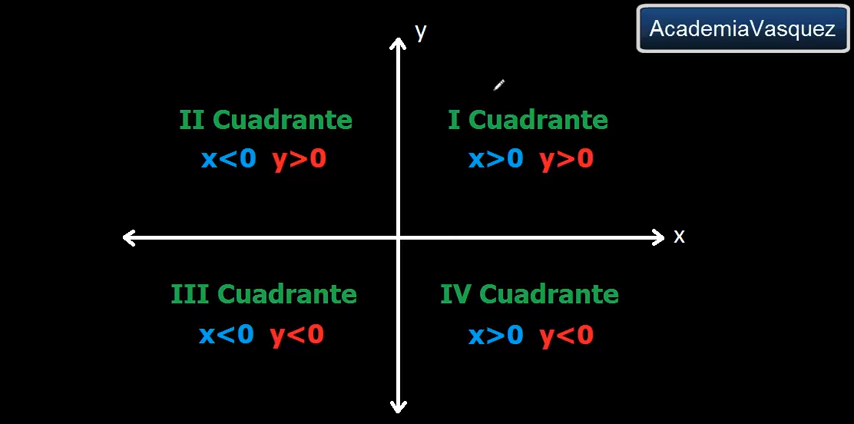 AcademiaVasquez
y
II Cuadrante
x<0 y>0
I Cuadrante
x>0 y>0
x
III Cuadrante
x<0 y<0
IV Cuadrante
x>0 y<0